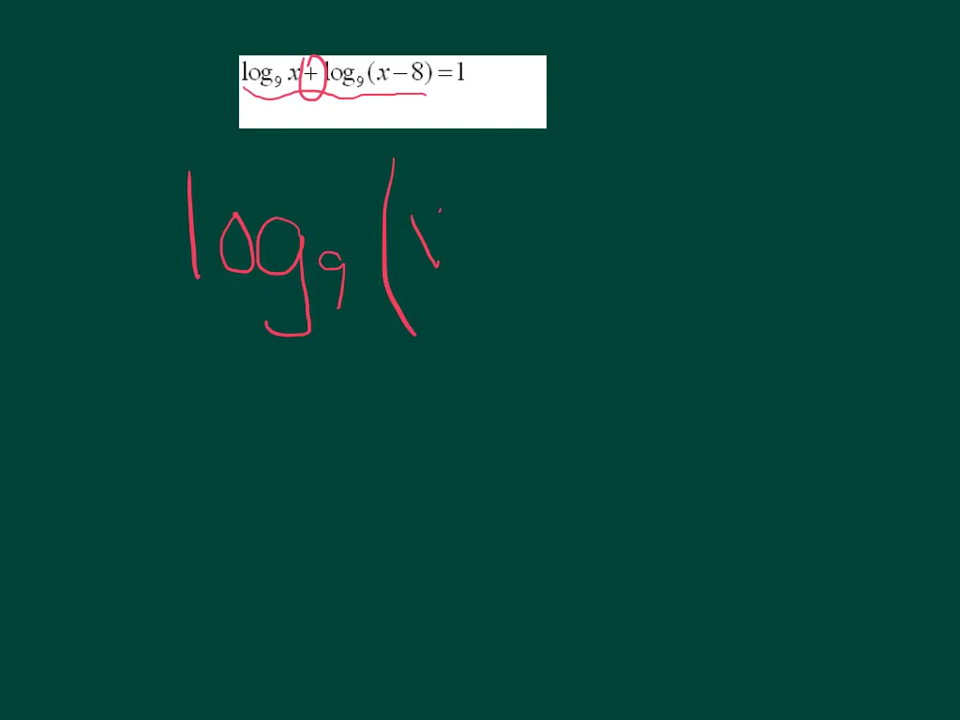 log₉ x + log₉(x − 8) = 1
log₉ (